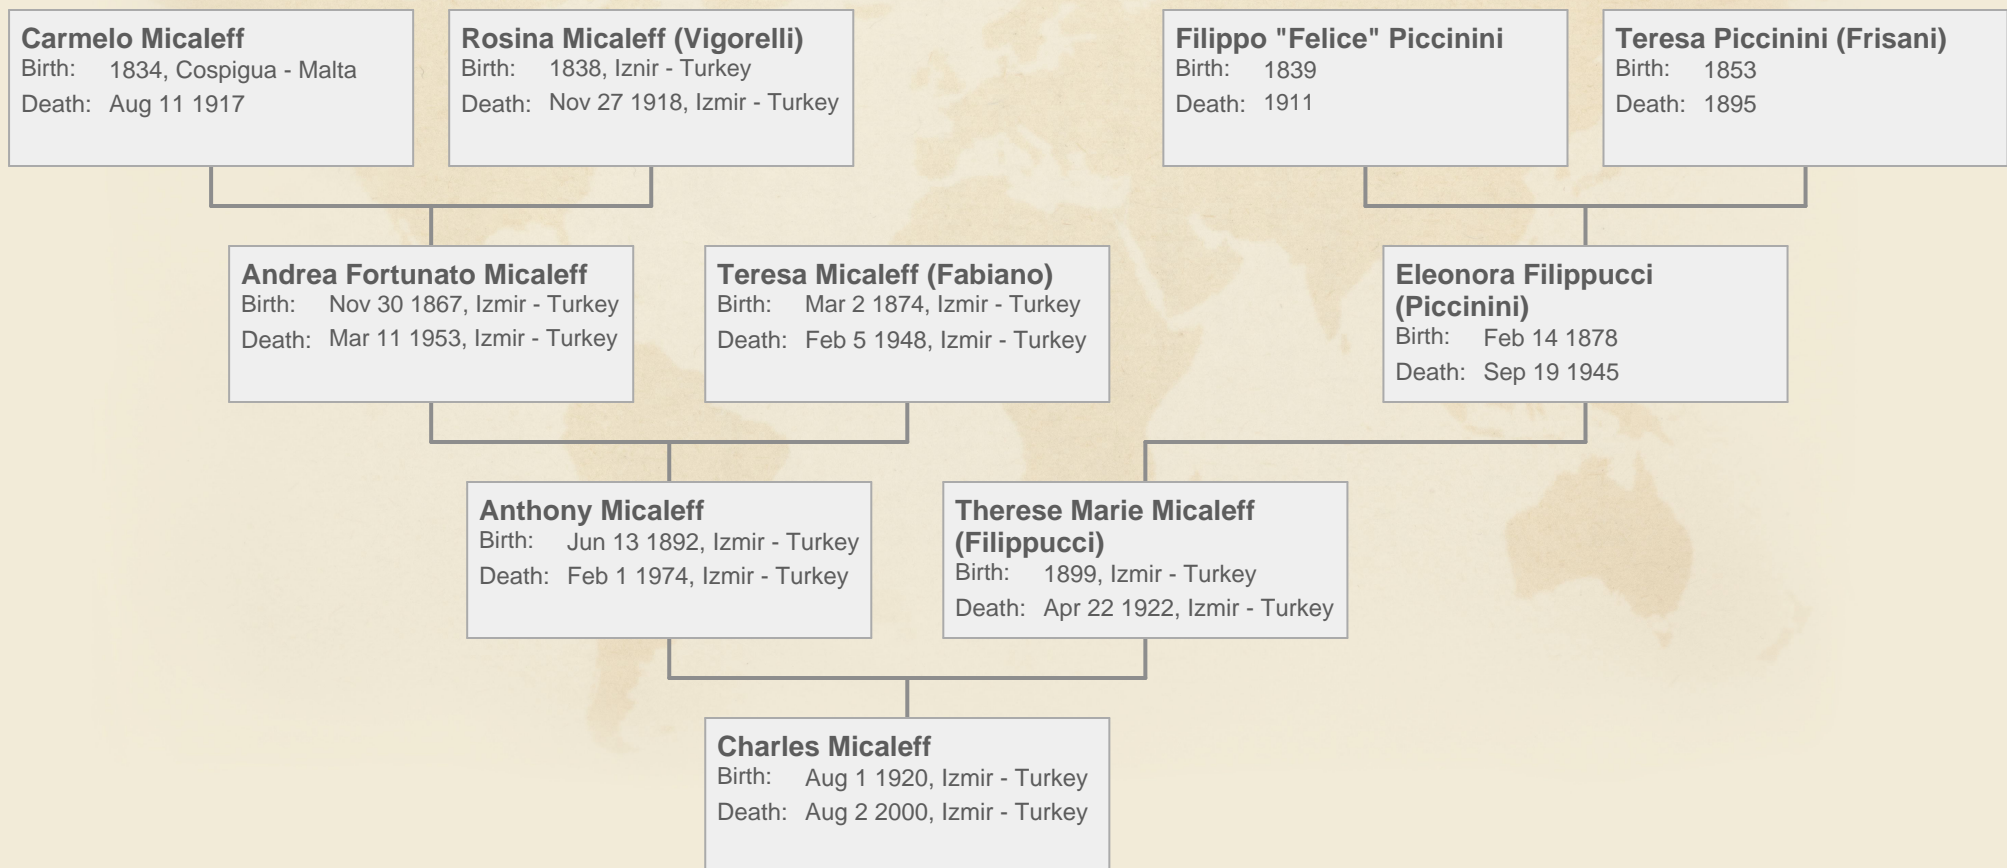 Carmelo Micaleff
Birth: 1834, Cospigua - Malta
Death: Aug 11 1917
Rosina Micaleff (Vigorelli)
Birth: 1838, Iznir - Turkey
Death: Nov 27 1918, Izmir - Turkey
Filippo "Felice" Piccinini
Birth: 1839
Death: 1911
Teresa Piccinini (Frisani)
Birth: 1853
Death: 1895
Andrea Fortunato Micaleff
Birth: Nov 30 1867, Izmir - Turkey
Death: Mar 11 1953, Izmir - Turkey
Teresa Micaleff (Fabiano)
Birth: Mar 2 1874, Izmir - Turkey
Death: Feb 5 1948, Izmir - Turkey
Eleonora Filippucci
(Piccinini)
Birth: Feb 14 1878
Death: Sep 19 1945
Anthony Micaleff
Birth: Jun 13 1892, Izmir - Turkey
Death: Feb 1 1974, Izmir - Turkey
Therese Marie Micaleff
(Filippucci)
Birth: 1899, Izmir - Turkey
Death: Apr 22 1922, Izmir - Turkey
Charles Micaleff
Birth: Aug 1 1920, Izmir - Turkey
Death: Aug 2 2000, Izmir - Turkey